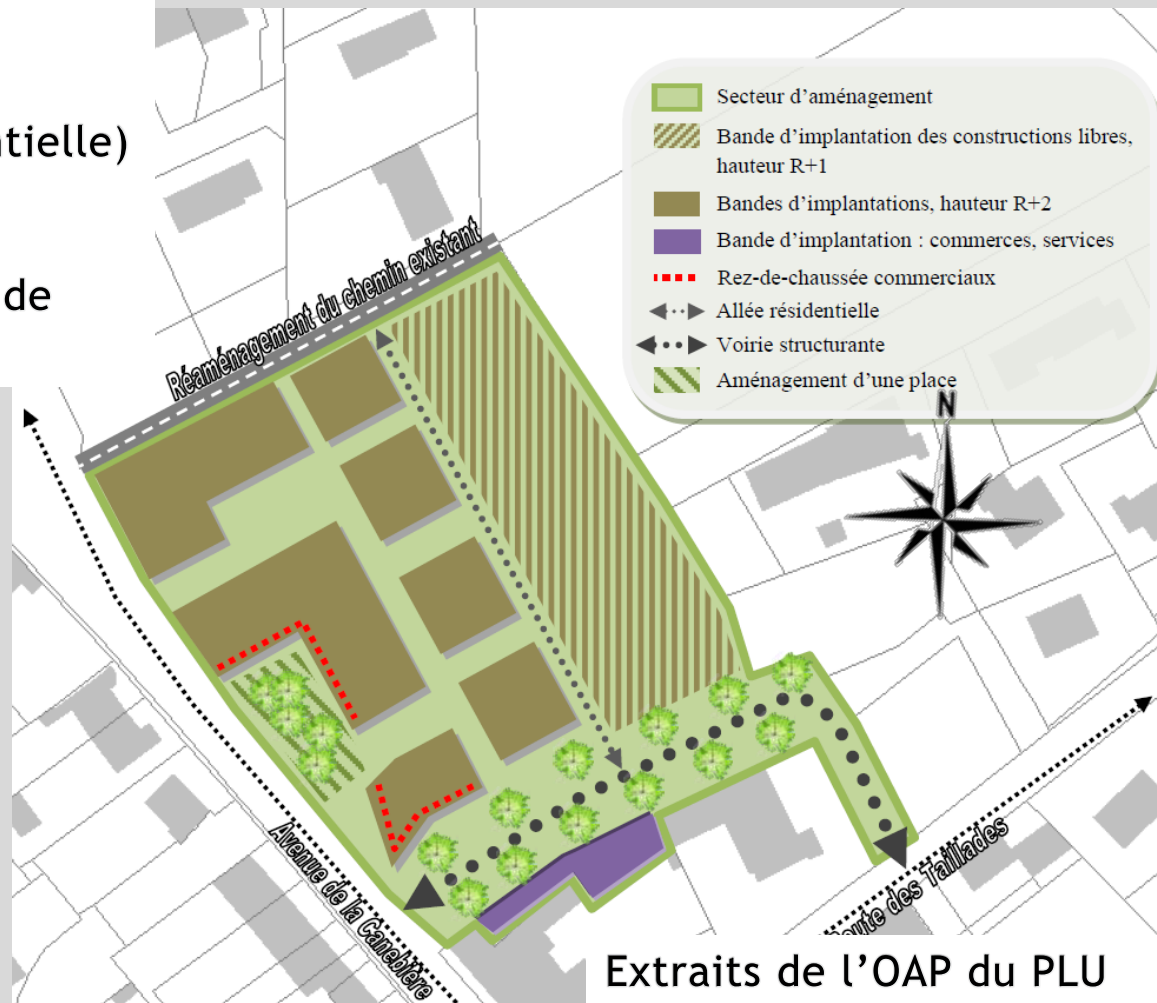 ntielle)
de
Secteur d’aménagement
Bande d’implantation des constructions libres,
hauteur R+1
Bandes d’implantations, hauteur R+2
Bande d’implantation : commerces, services
Rez-de-chaussée commerciaux
Allée résidentielle
Voirie structurante
Aménagement d’une place
N
Réaménagement du chemin existant
Avenue de la Canebière
oute des Taillades
Extraits de l’OAP du PLU